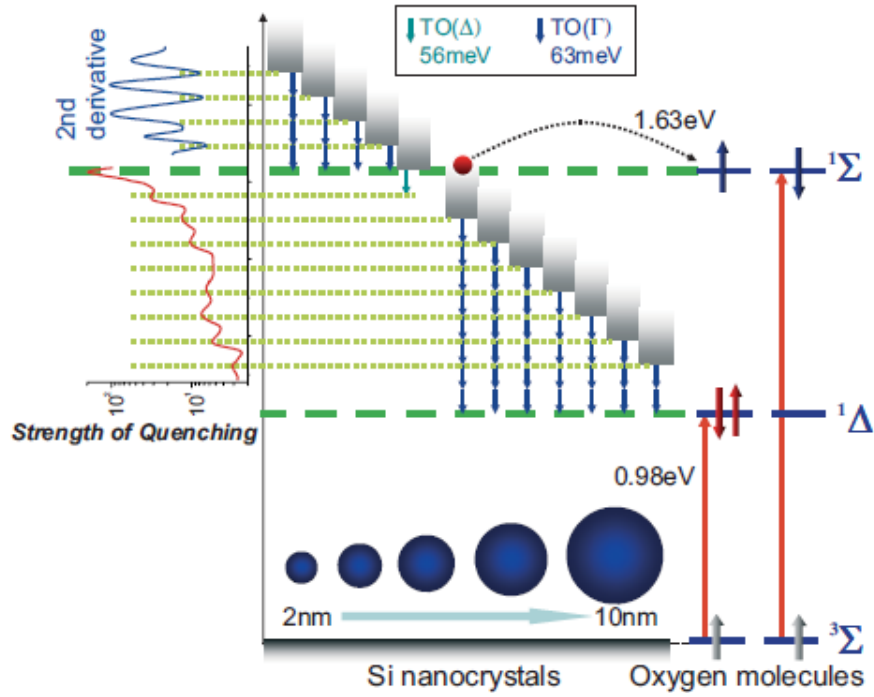 TO(Δ)
56meV
TO(Γ)
63meV
2nd
derivative
1.63eV
¹Σ
10² 10¹
Strength of Quenching
¹Δ
0.98eV
2nm
10nm
³Σ
Si nanocrystals
Oxygen molecules